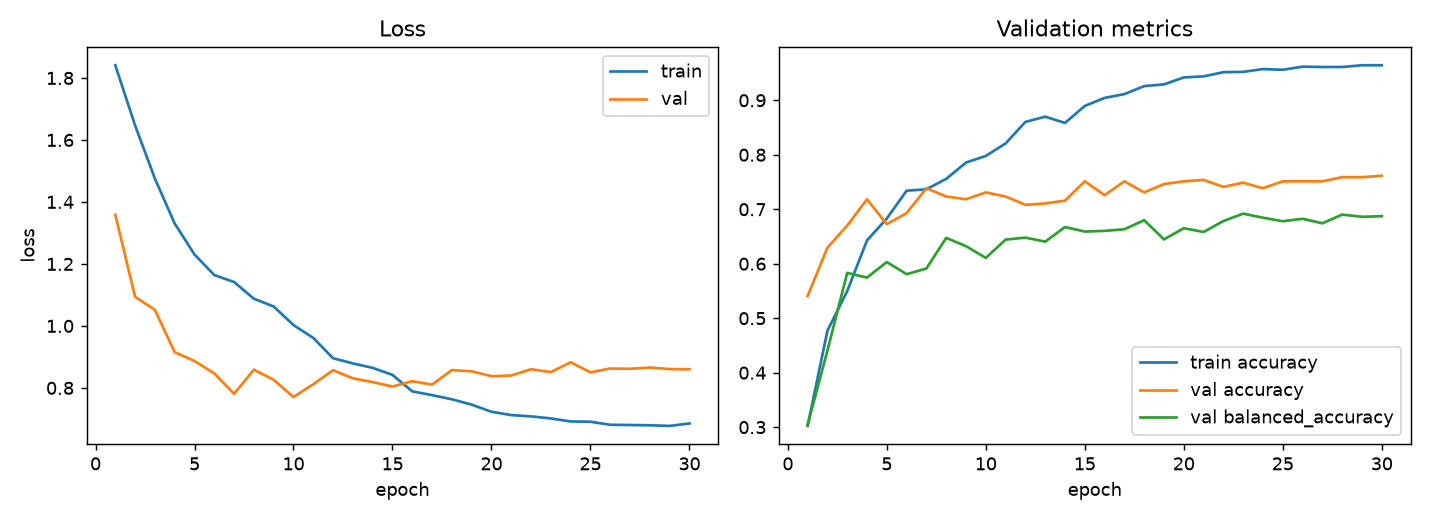 Loss
1.8
1.6
1.4
1.2
1.0
0.8
loss
train
val
0 5 10 15 20 25 30
epoch
Validation metrics
0.9
0.8
0.7
0.6
0.5
0.4
0.3
train accuracy
val accuracy
val balanced_accuracy
0 5 10 15 20 25 30
epoch